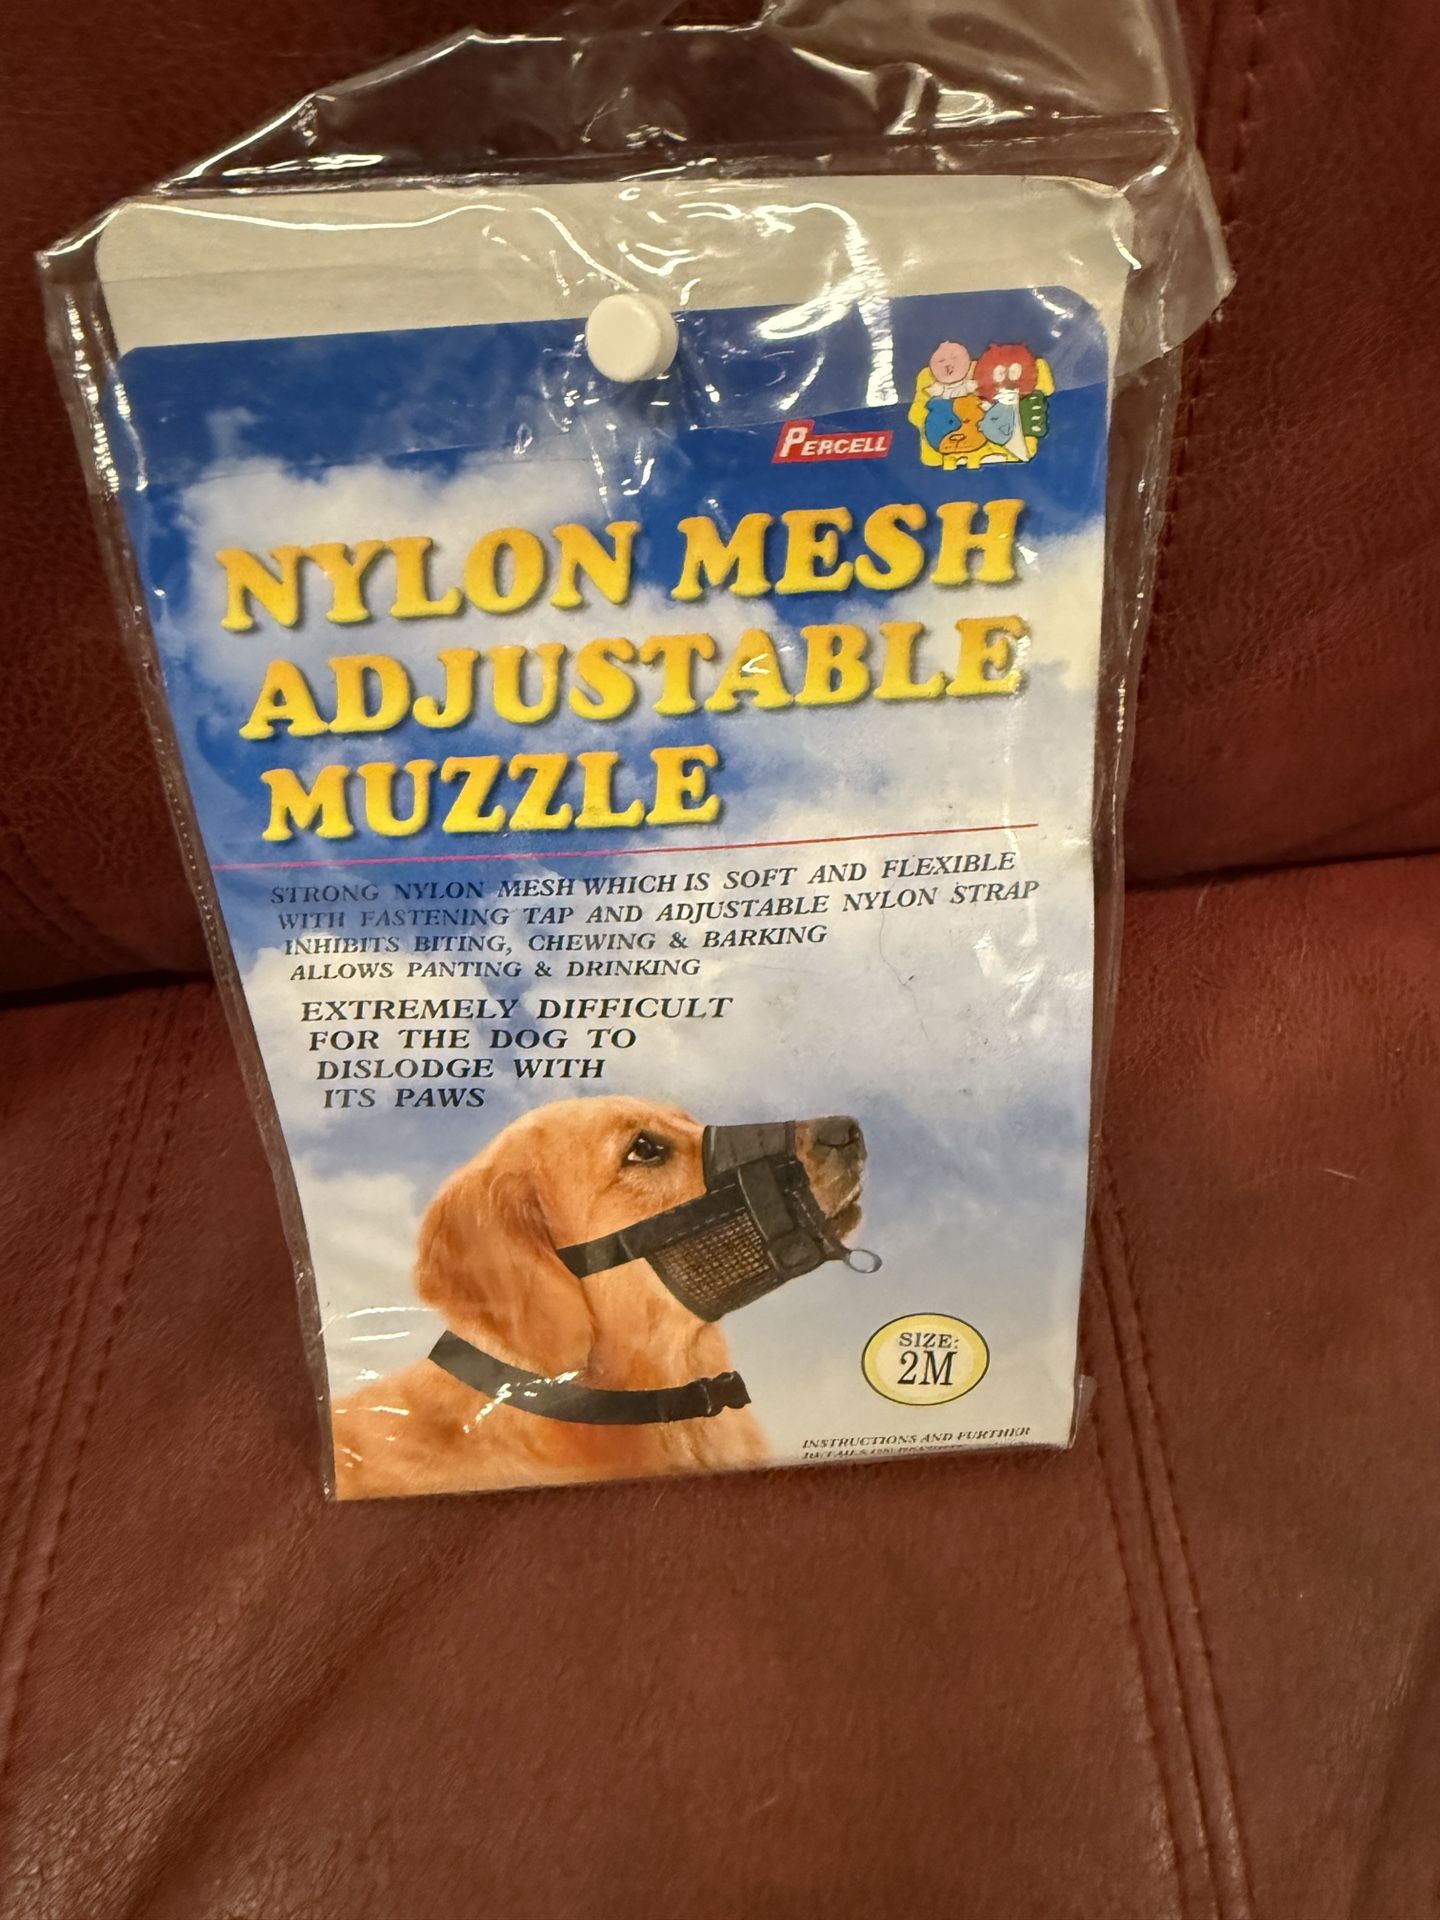 PERCELL
NYLON MESH
ADJUSTABLE
MUZZLE
STRONG NYLON MESH WHICH IS SOFT AND FLEXIBLE
WITH FASTENING TAP AND ADJUSTABLE NYLON STRAP
INHIBITS BITING, CHEWING & BARKING
ALLOWS PANTING & DRINKING
EXTREMELY DIFFICULT
FOR THE DOG TO
DISLODGE WITH
ITS PAWS
SIZE:
2M
INSTRUCTIONS AND FURTHER